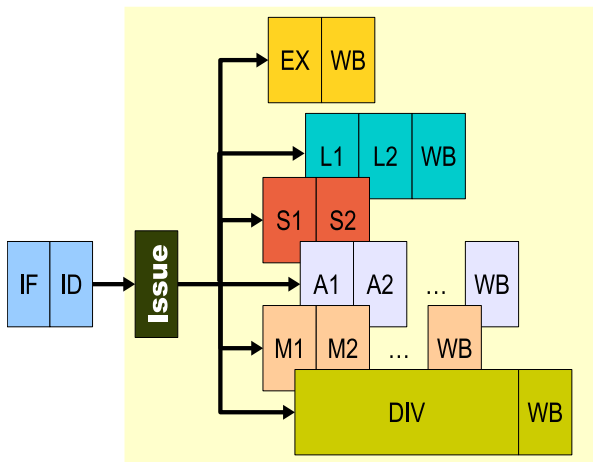 EX WB
L1 L2 WB
S1 S2
IF ID Issue A1 A2 ... WB
M1 M2 ... WB
DIV WB